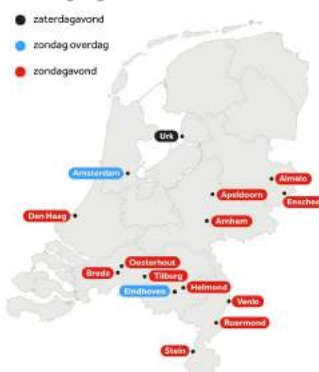 zaterdagavond
zondag overdag
zondagavond
Urk
Amsterdam
Almelo
Apeldoorn
Enschede
Den Haag
Arnhem
Oosterhout
Breda
Tilburg
Helmond
Eindhoven
Venlo
Roermond
Stein